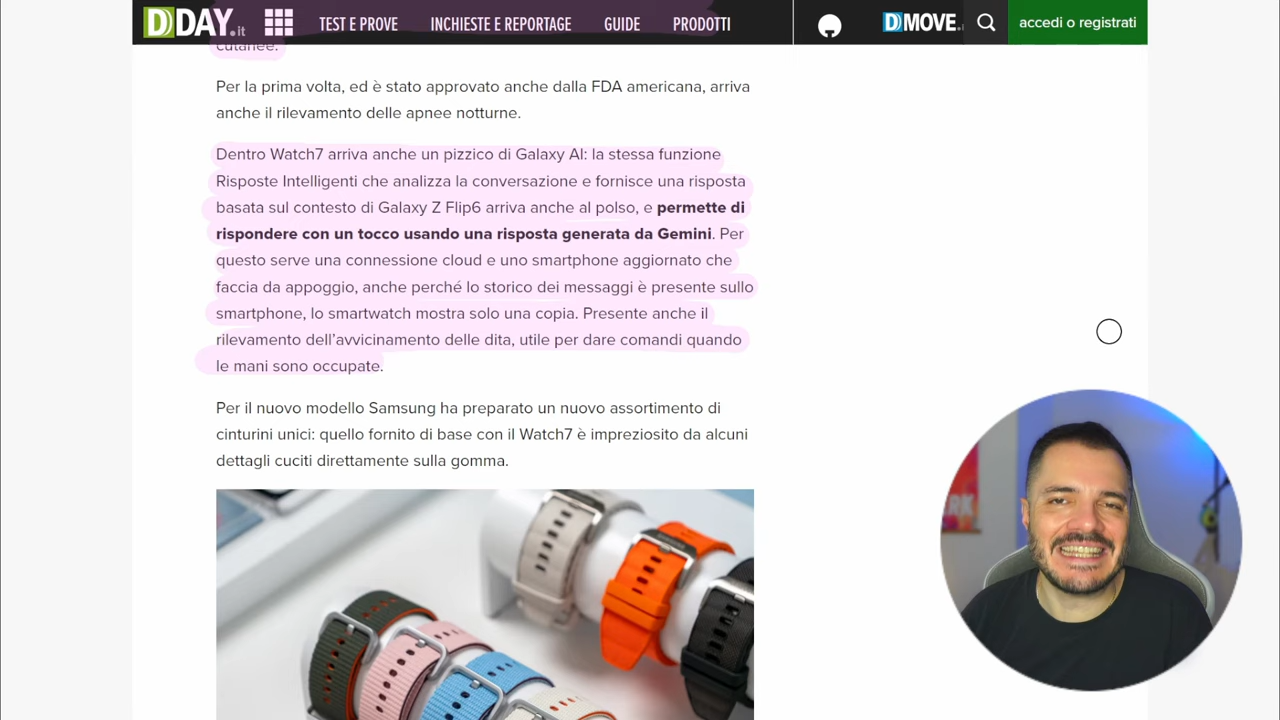 DDAY.it
TEST E PROVE
INCHIESTE E REPORTAGE
GUIDE
PRODOTTI
DMOVE.
accedi o registrati
cutanee.
Per la prima volta, ed è stato approvato anche dalla FDA americana, arriva
anche il rilevamento delle apnee notturne.
Dentro Watch7 arriva anche un pizzico di Galaxy AI: la stessa funzione
Risposte Intelligenti che analizza la conversazione e fornisce una risposta
basata sul contesto di Galaxy Z Flip6 arriva anche al polso, e permette di
rispondere con un tocco usando una risposta generata da Gemini. Per
questo serve una connessione cloud e uno smartphone aggiornato che
faccia da appoggio, anche perché lo storico dei messaggi è presente sullo
smartphone, lo smartwatch mostra solo una copia. Presente anche il
rilevamento dell’avvicinamento delle dita, utile per dare comandi quando
le mani sono occupate.
Per il nuovo modello Samsung ha preparato un nuovo assortimento di
cinturini unici: quello fornito di base con il Watch7 è impreziosito da alcuni
dettagli cuciti direttamente sulla gomma.